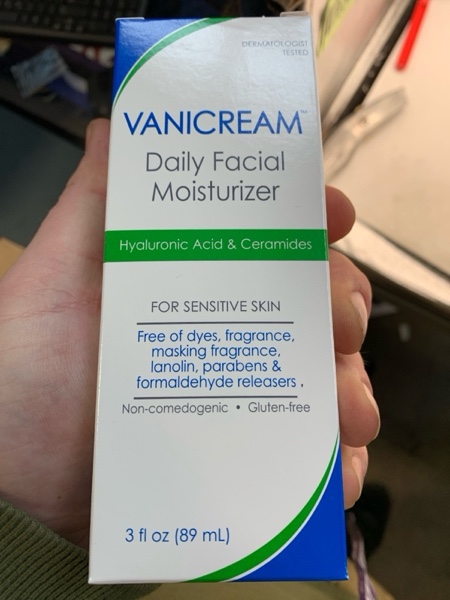 DERMATOLOGIST
TESTED
VANICREAM™
Daily Facial
Moisturizer
Hyaluronic Acid & Ceramides
FOR SENSITIVE SKIN
Free of dyes, fragrance,
masking fragrance,
lanolin, parabens &
formaldehyde releasers .
Non-comedogenic • Gluten-free
3 fl oz (89 mL)